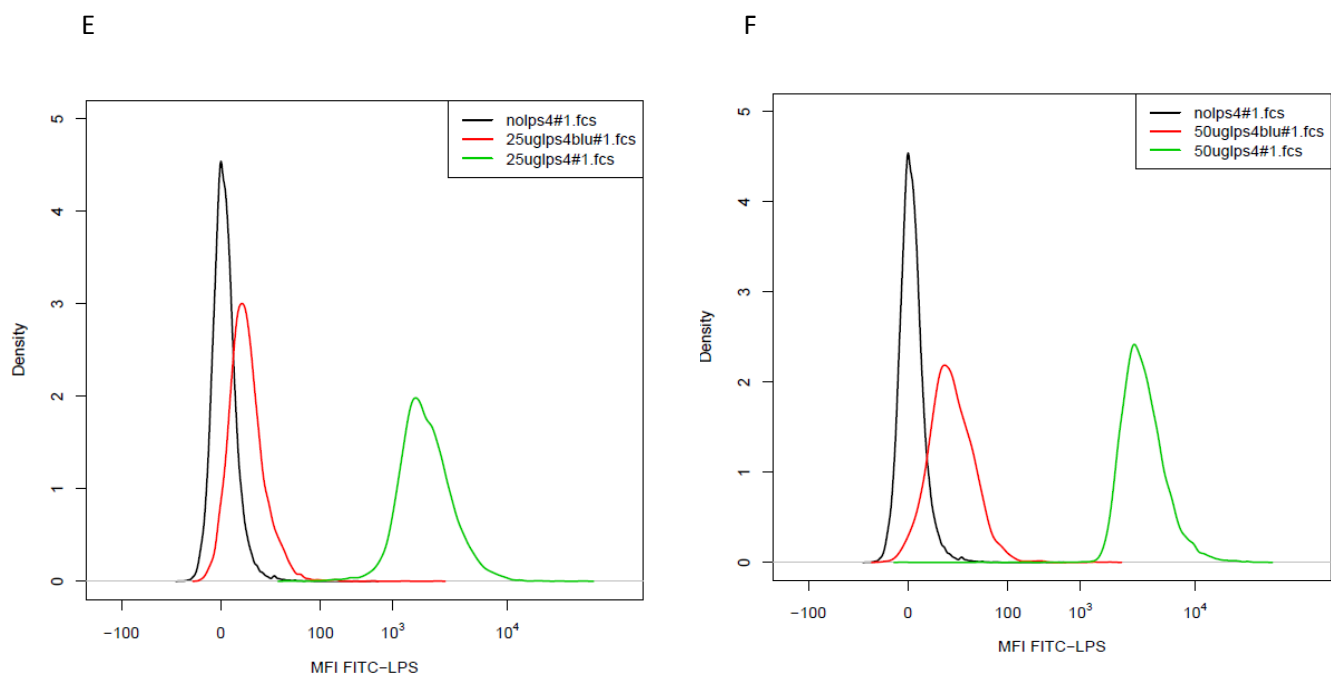 E
F
nolps4#1.fcs
25uglps4blu#1.fcs
25uglps4#1.fcs
5
4
3
2
1
0
Density
−100
0
100
10³
10⁴
MFI FITC−LPS
nolps4#1.fcs
50uglps4blu#1.fcs
50uglps4#1.fcs
5
4
3
2
1
0
Density
−100
0
100
10³
10⁴
MFI FITC−LPS